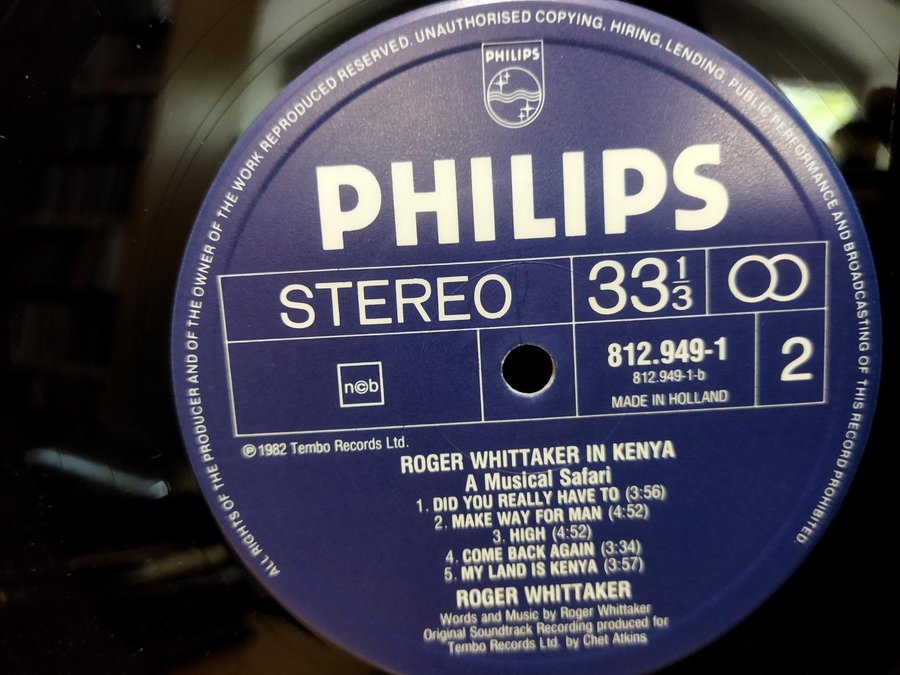 ALL RIGHTS OF THE PRODUCER AND OF THE OWNER OF THE WORK REPRODUCED RESERVED. UNAUTHORISED COPYING, HIRING, LENDING, PUBLIC PERFORMANCE AND BROADCASTING OF THIS RECORD PROHIBITED.
PHILIPS
PHILIPS
STEREO
33 1/3
ncb
812.949-1
812.949-1-b
MADE IN HOLLAND
2
℗ 1982 Tembo Records Ltd.
ROGER WHITTAKER IN KENYA
A Musical Safari
1. DID YOU REALLY HAVE TO (3:56)
2. MAKE WAY FOR MAN (4:52)
3. HIGH (4:52)
4. COME BACK AGAIN (3:34)
5. MY LAND IS KENYA (3:57)
ROGER WHITTAKER
Words and Music by Roger Whittaker
Original Soundtrack Recording produced for
Tembo Records Ltd. by Chet Atkins